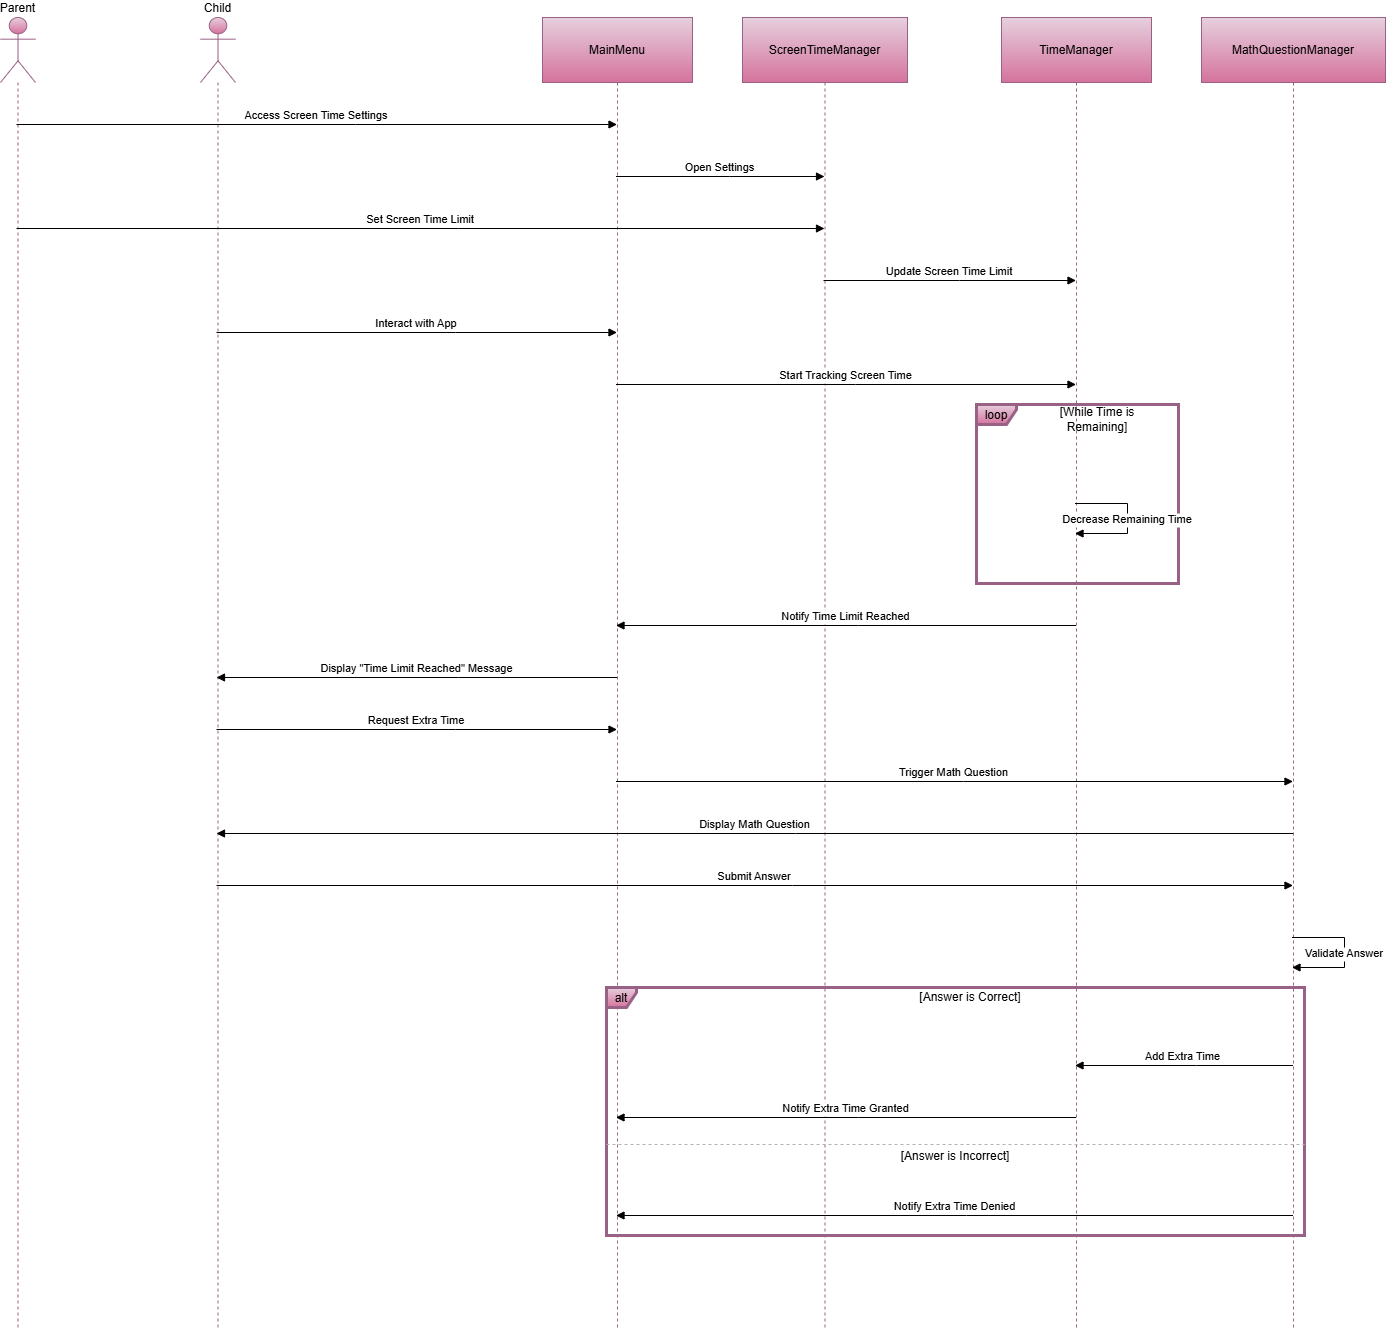 Parent
Child
MainMenu
ScreenTimeManager
TimeManager
MathQuestionManager
Access Screen Time Settings
Open Settings
Set Screen Time Limit
Update Screen Time Limit
Interact with App
Start Tracking Screen Time
loop
[While Time is
Remaining]
Decrease Remaining Time
Notify Time Limit Reached
Display "Time Limit Reached" Message
Request Extra Time
Trigger Math Question
Display Math Question
Submit Answer
Validate Answer
alt
[Answer is Correct]
Add Extra Time
Notify Extra Time Granted
[Answer is Incorrect]
Notify Extra Time Denied